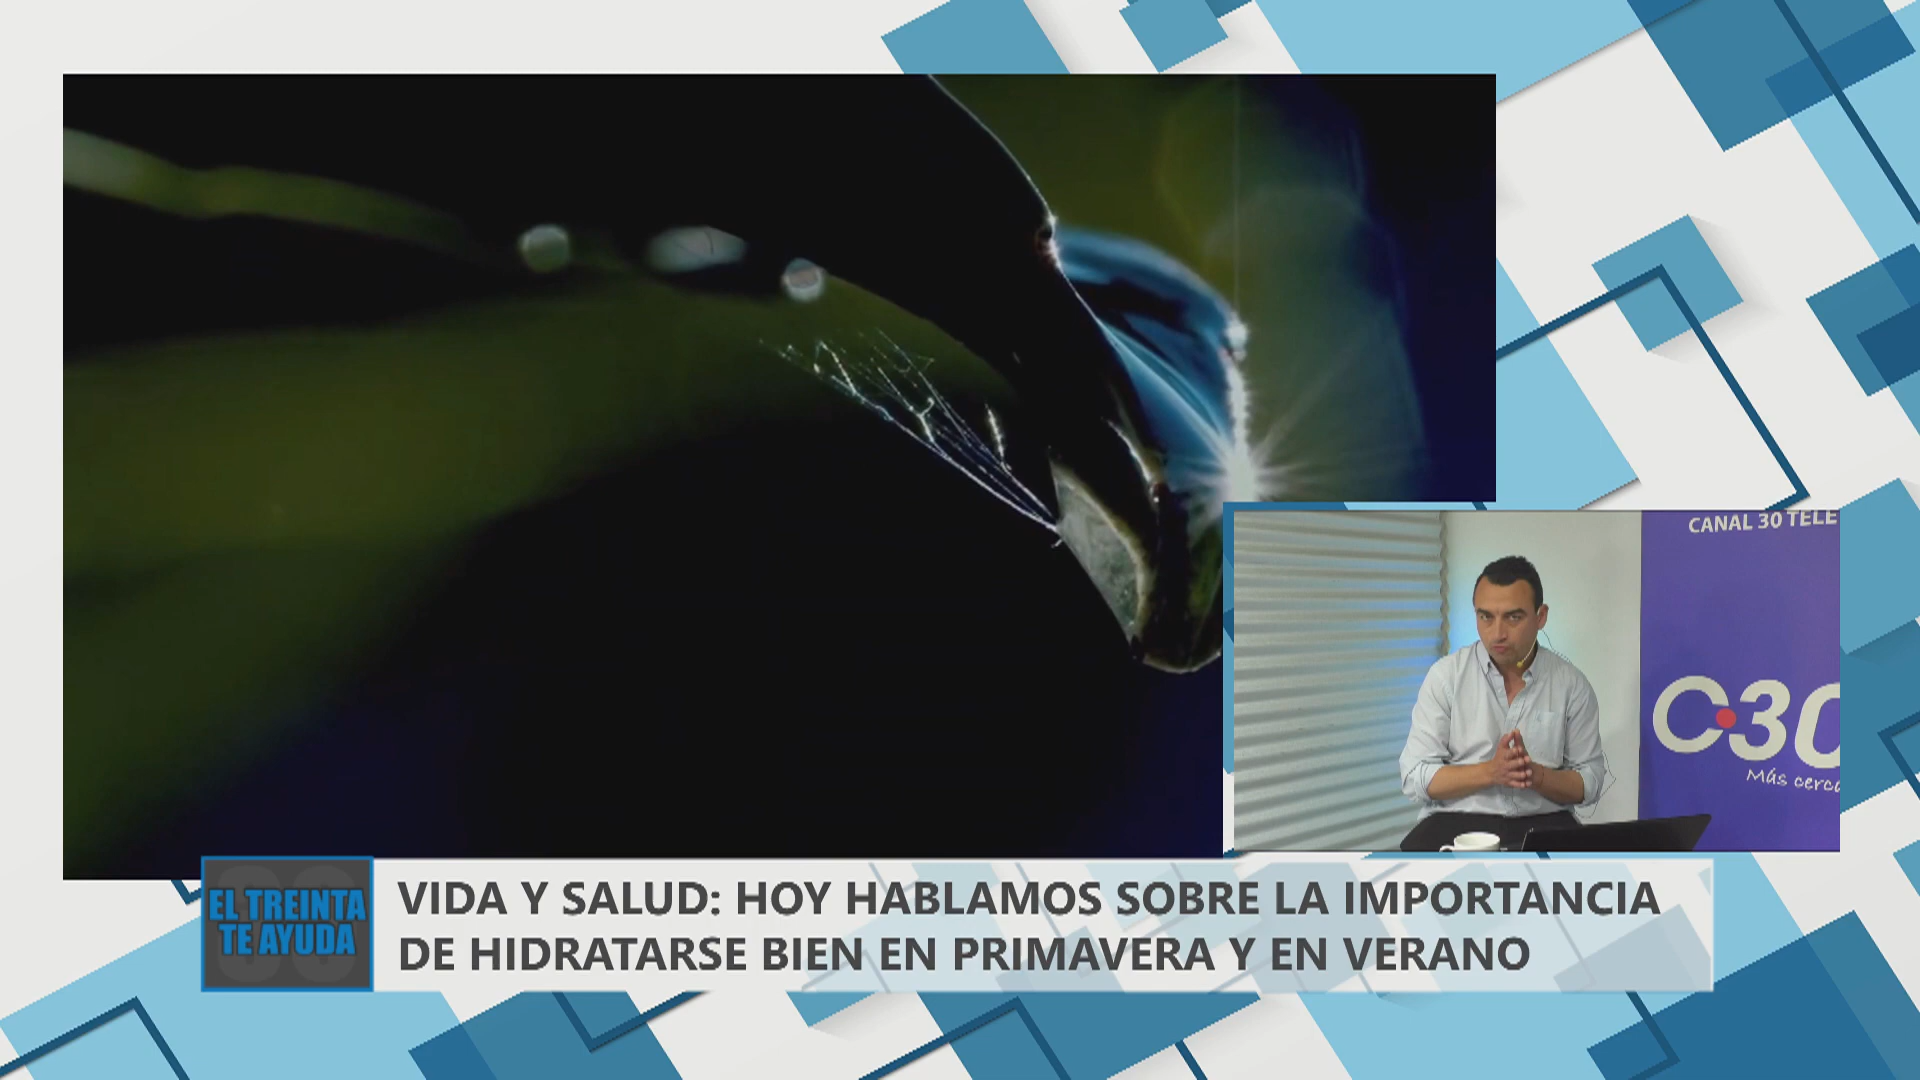 CANAL 30 TELE
C30
Más cerca
EL TREINTA
TE AYUDA
VIDA Y SALUD: HOY HABLAMOS SOBRE LA IMPORTANCIA
DE HIDRATARSE BIEN EN PRIMAVERA Y EN VERANO